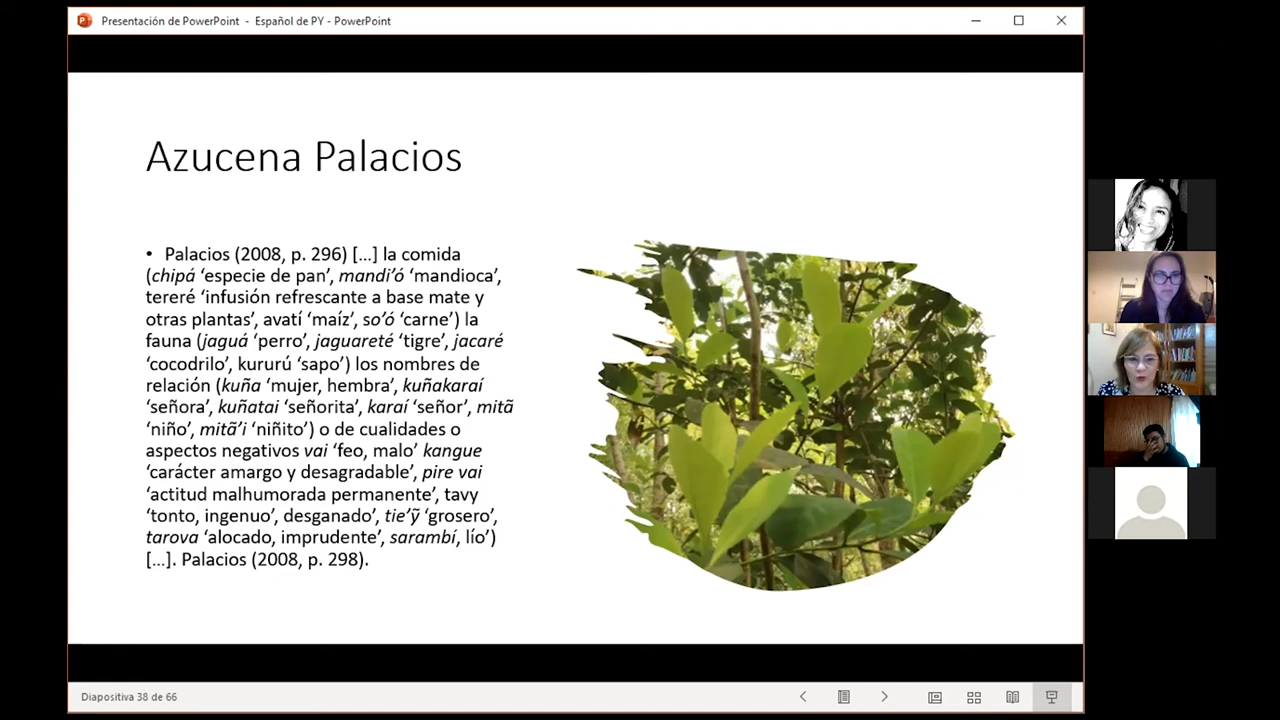 Presentación de PowerPoint - Español de PY - PowerPoint
Azucena Palacios
• Palacios (2008, p. 296) [...] la comida
(chipá ‘especie de pan’, mandi’ó ‘mandioca’,
tereré ‘infusión refrescante a base mate y
otras plantas’, avatí ‘maíz’, so’ó ‘carne’) la
fauna (jaguá ‘perro’, jaguareté ‘tigre’, jacaré
‘cocodrilo’, kururú ‘sapo’) los nombres de
relación (kuña ‘mujer, hembra’, kuñakaraí
‘señora’, kuñatai ‘señorita’, karaí ‘señor’, mitã
‘niño’, mitã’i ‘niñito’) o de cualidades o
aspectos negativos vai ‘feo, malo’ kangue
‘carácter amargo y desagradable’, pire vai
‘actitud malhumorada permanente’, tavy
‘tonto, ingenuo’, desganado’, tie’ỹ ‘grosero’,
tarova ‘alocado, imprudente’, sarambí, lío’)
[...]. Palacios (2008, p. 298).
Diapositiva 38 de 66